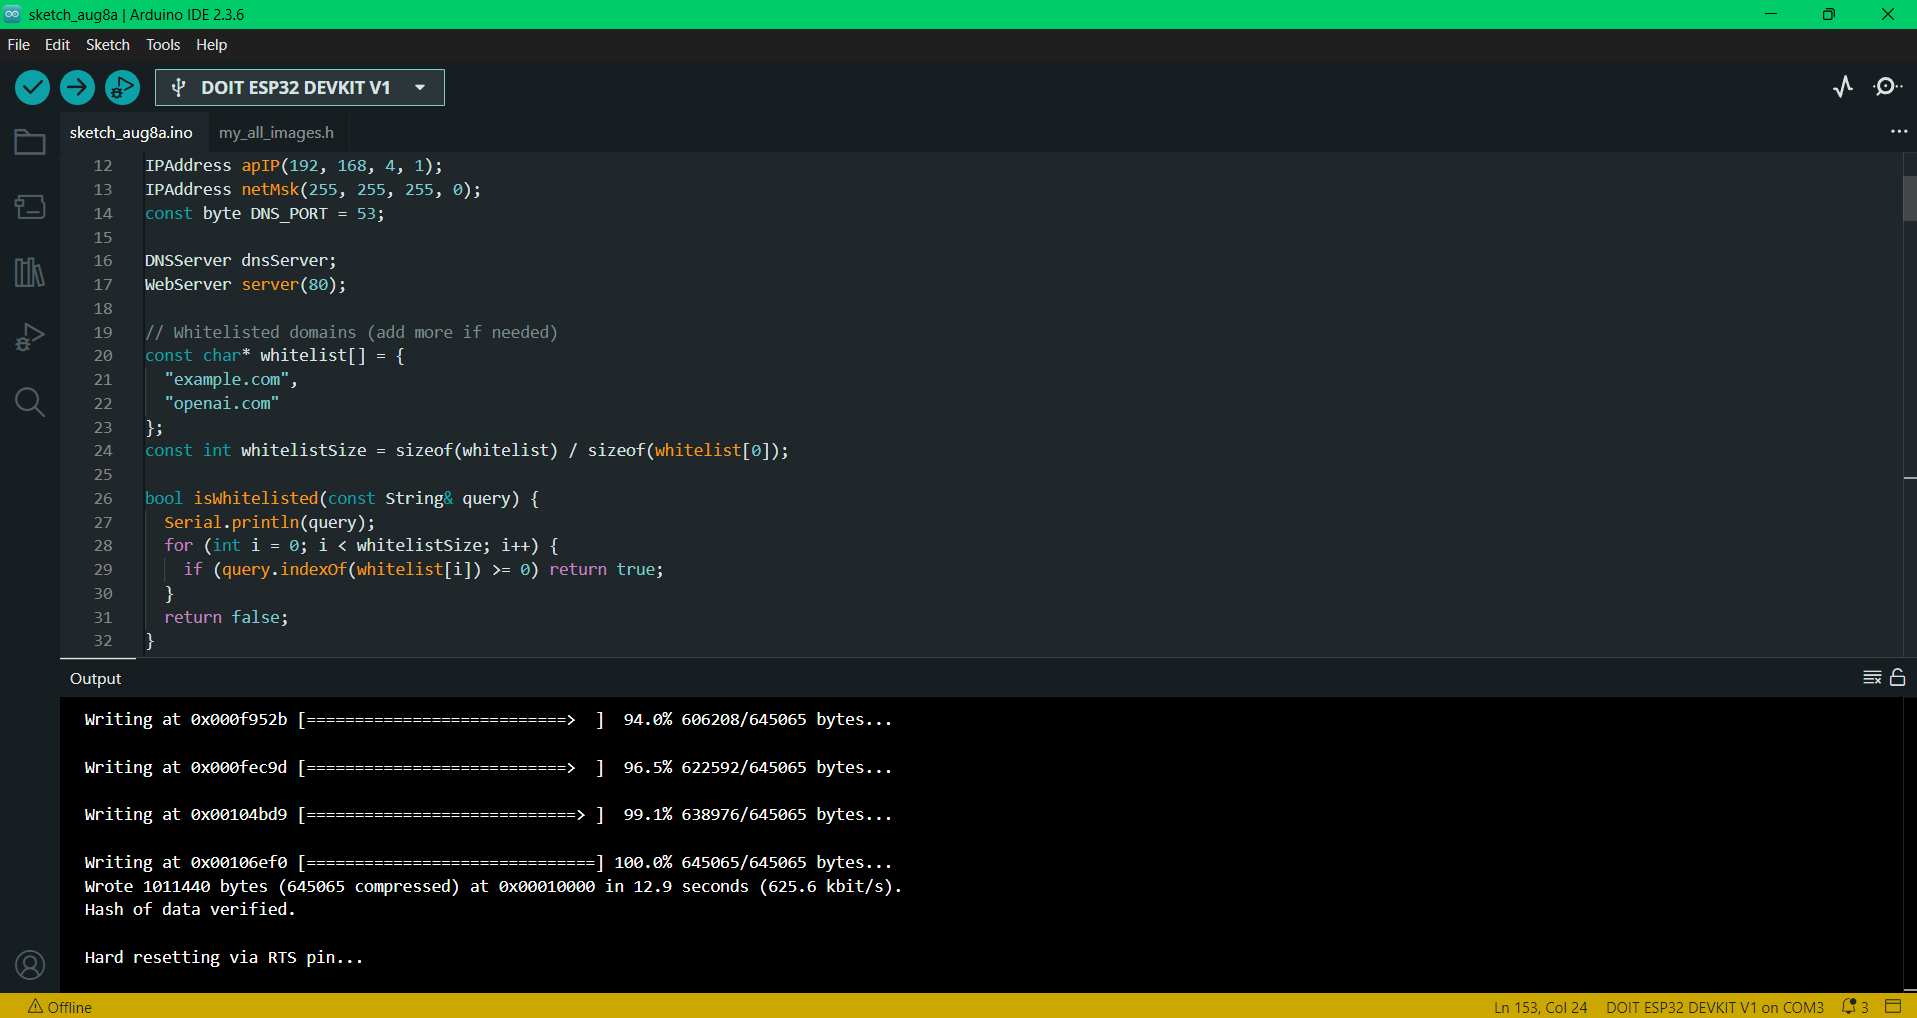 sketch_aug8a | Arduino IDE 2.3.6
File Edit Sketch Tools Help
DOIT ESP32 DEVKIT V1
sketch_aug8a.ino my_all_images.h
12 IPAddress apIP(192, 168, 4, 1);
13 IPAddress netMsk(255, 255, 255, 0);
14 const byte DNS_PORT = 53;
15
16 DNSServer dnsServer;
17 WebServer server(80);
18
19 // Whitelisted domains (add more if needed)
20 const char* whitelist[] = {
21 "example.com",
22 "openai.com"
23 };
24 const int whitelistSize = sizeof(whitelist) / sizeof(whitelist[0]);
25
26 bool isWhitelisted(const String& query) {
27 Serial.println(query);
28 for (int i = 0; i < whitelistSize; i++) {
29 if (query.indexOf(whitelist[i]) >= 0) return true;
30 }
31 return false;
32 }
Output
Writing at 0x000f952b [===========================>  ]  94.0% 606208/645065 bytes...
Writing at 0x000fec9d [===========================>  ]  96.5% 622592/645065 bytes...
Writing at 0x00104bd9 [============================> ]  99.1% 638976/645065 bytes...
Writing at 0x00106ef0 [==============================] 100.0% 645065/645065 bytes...
Wrote 1011440 bytes (645065 compressed) at 0x00010000 in 12.9 seconds (625.6 kbit/s).
Hash of data verified.
Hard resetting via RTS pin...
Offline Ln 153, Col 24 DOIT ESP32 DEVKIT V1 on COM3 3